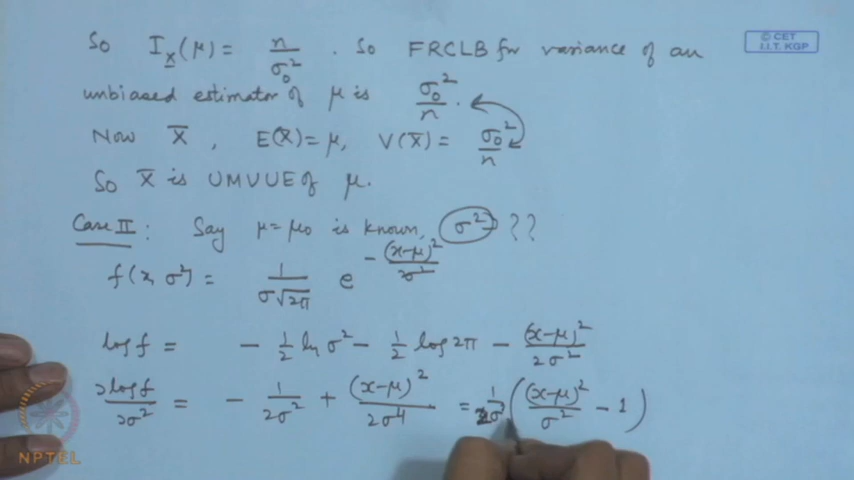 So I_X(μ) = n/σ₀² . So FRCLB for variance of an
© CET
I.I.T. KGP
unbiased estimator of μ is σ₀²/n .
Now X̄ , E(X̄) = μ, V(X̄) = σ₀²/n
So X̄ is UMVUE of μ.
Case II : Say μ = μ₀ is known, σ² ??
f(x, σ²) = 1/(σ√2π) e^{-(x-μ)²/2σ²}
log f = - 1/2 ln σ² - 1/2 log 2π - (x-μ)²/2σ²
∂log f/∂σ² = - 1/2σ² + (x-μ)²/2σ⁴ = 1/2σ² ( (x-μ)²/σ² - 1 )
NPTEL